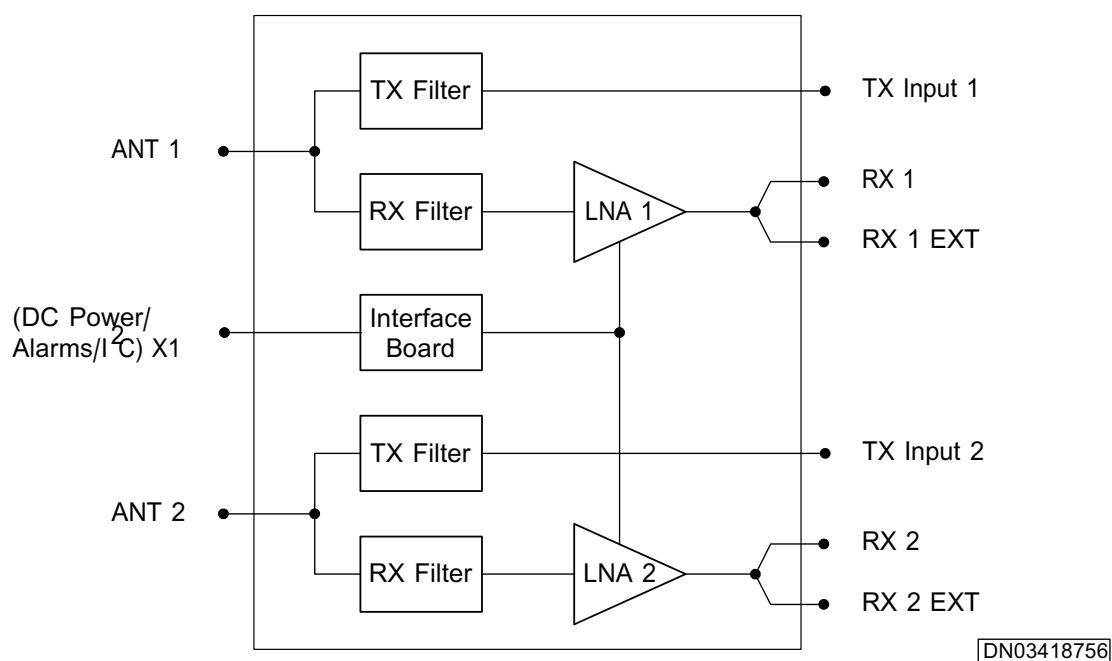 TX Filter
TX Input 1
ANT 1
RX 1
RX Filter
LNA 1
RX 1 EXT
(DC Power/
Alarms/I²C) X1
Interface
Board
TX Filter
TX Input 2
ANT 2
RX 2
RX Filter
LNA 2
RX 2 EXT
DN03418756